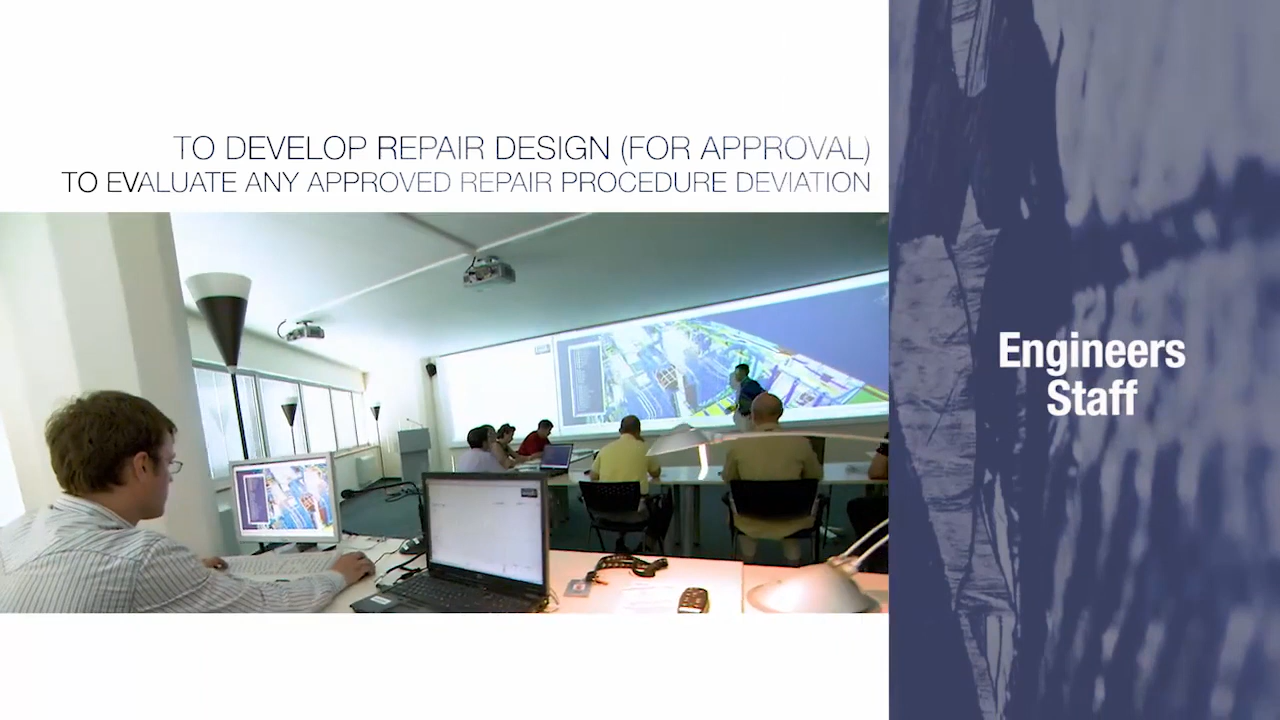 TO DEVELOP REPAIR DESIGN (FOR APPROVAL)
TO EVALUATE ANY APPROVED REPAIR PROCEDURE DEVIATION
Engineers
Staff